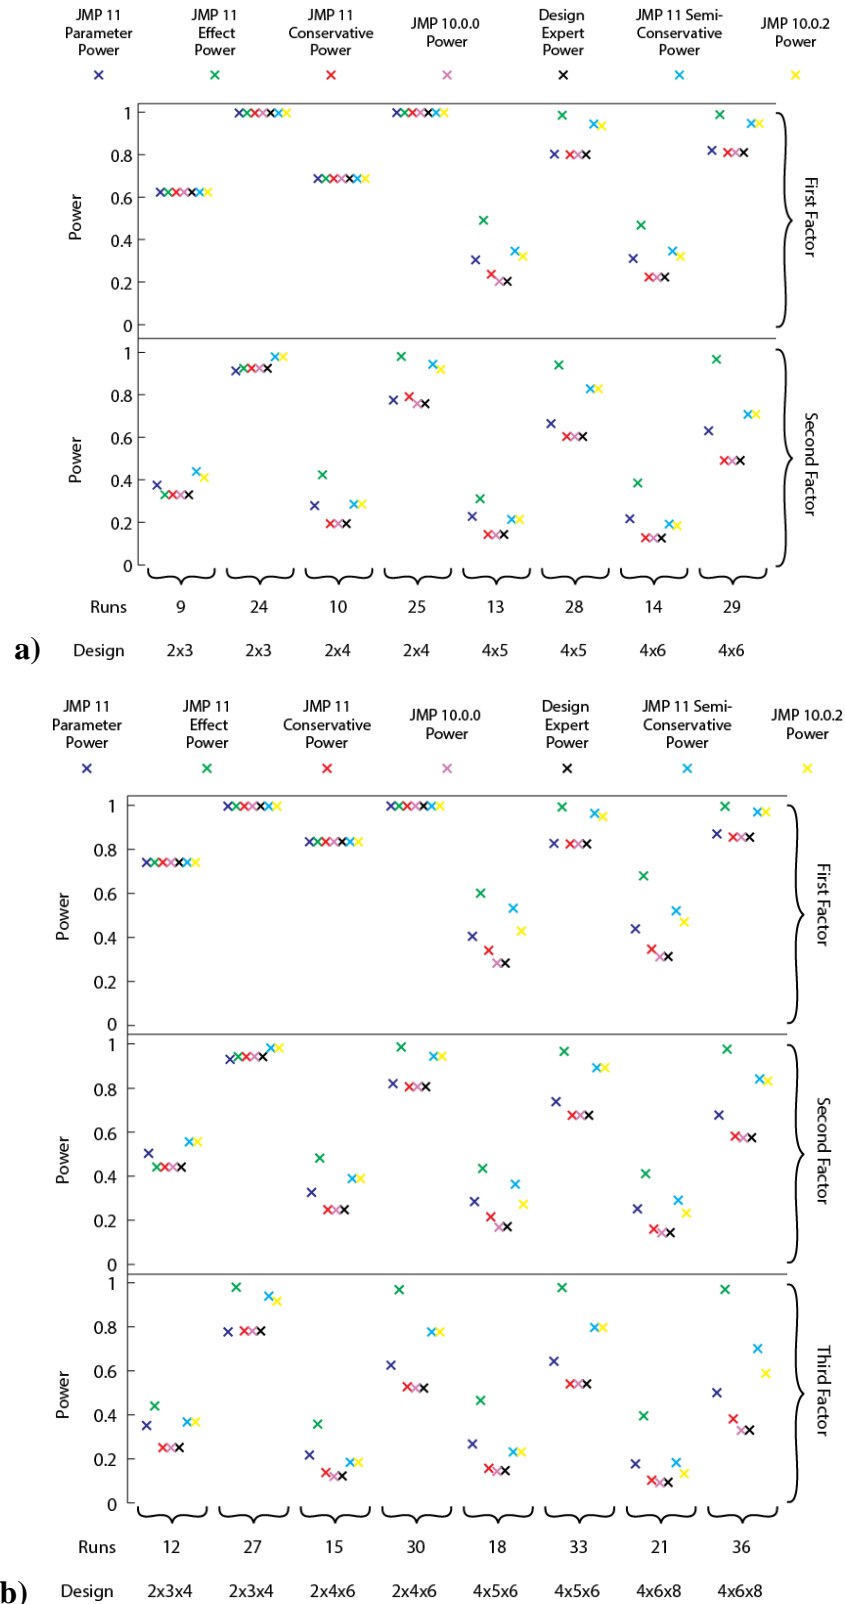 JMP 11 Parameter Power
JMP 11 Effect Power
JMP 11 Conservative Power
JMP 10.0.0 Power
Design Expert Power
JMP 11 Semi-Conservative Power
JMP 10.0.2 Power
1
0.8
0.6
0.4
0.2
0
Power
First Factor
1
0.8
0.6
0.4
0.2
0
Power
Second Factor
Runs 9 24 10 25 13 28 14 29
a) Design 2x3 2x3 2x4 2x4 4x5 4x5 4x6 4x6
JMP 11 Parameter Power
JMP 11 Effect Power
JMP 11 Conservative Power
JMP 10.0.0 Power
Design Expert Power
JMP 11 Semi-Conservative Power
JMP 10.0.2 Power
1
0.8
0.6
0.4
0.2
0
Power
First Factor
1
0.8
0.6
0.4
0.2
0
Power
Second Factor
1
0.8
0.6
0.4
0.2
0
Power
Third Factor
Runs 12 27 15 30 18 33 21 36
b) Design 2x3x4 2x3x4 2x4x6 2x4x6 4x5x6 4x5x6 4x6x8 4x6x8